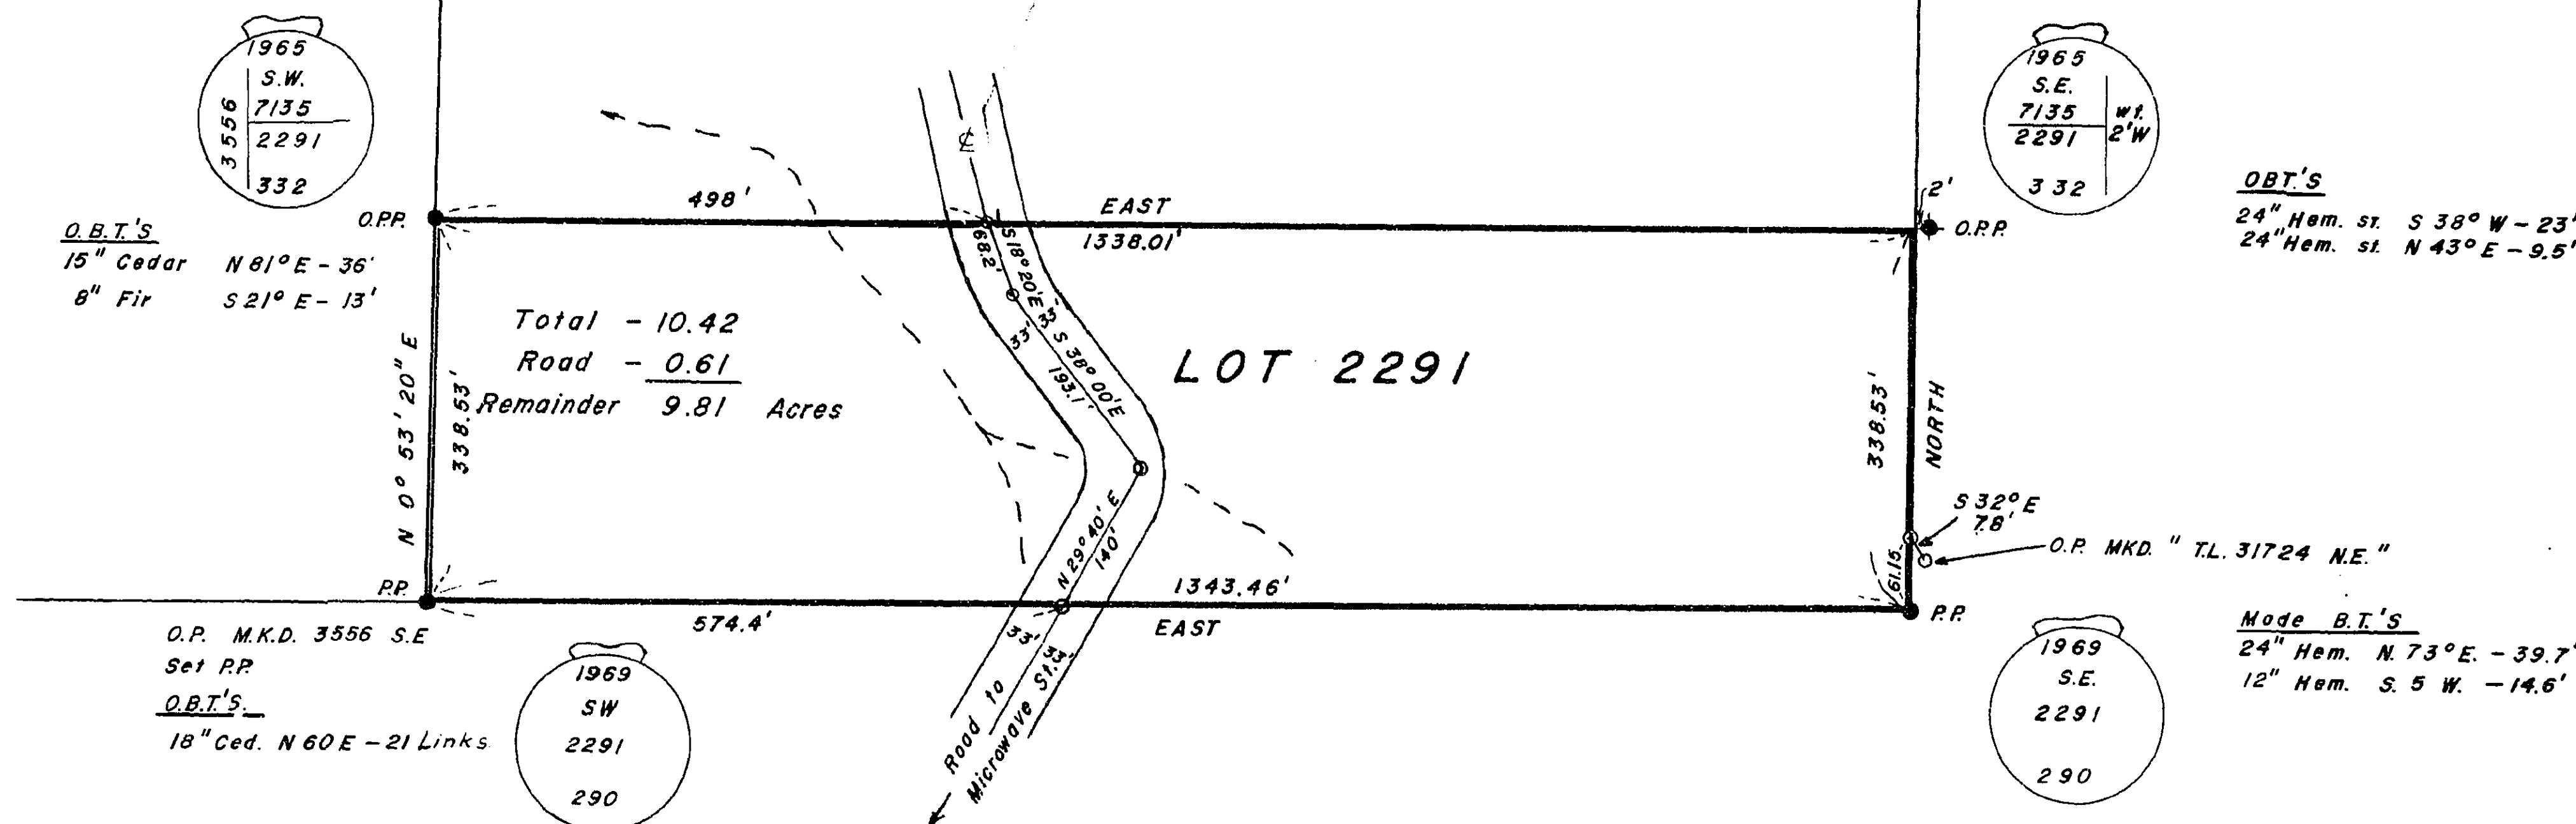 1965
S.W.
7135
3556
2291
332
O.B.T.'S
15" Cedar N 81° E - 36'
8" Fir S 21° E - 13'
O.P.P.
498'
EAST
1338.01'
℄
68.2'
S 18° 20' E
33'
33'
S 38° 00' E
193.1'
N 29° 40' E
140'
Total - 10.42
Road - 0.61
Remainder 9.81 Acres
LOT 2291
N 0° 53' 20" E
338.53'
338.53'
NORTH
1965
S.E.
7135
wt.
2291
2'W
332
2'
O.P.P.
OBT.'S
24" Hem. st. S 38° W - 23'
24" Hem. st. N 43° E - 9.5'
S 32° E
7.8'
O.P. MKD. " T.L. 31724 N.E. "
61.15
P.P.
P.P.
574.4'
1343.46'
EAST
33'
33'
Road to
Microwave St.
O.P. M.K.D. 3556 S.E
Set P.P.
O.B.T.'S.
18" Ced. N 60 E - 21 Links
1969
SW
2291
290
1969
S.E.
2291
290
Made B.T.'S
24" Hem. N. 73° E. - 39.7'
12" Hem. S. 5 W. - 14.6'